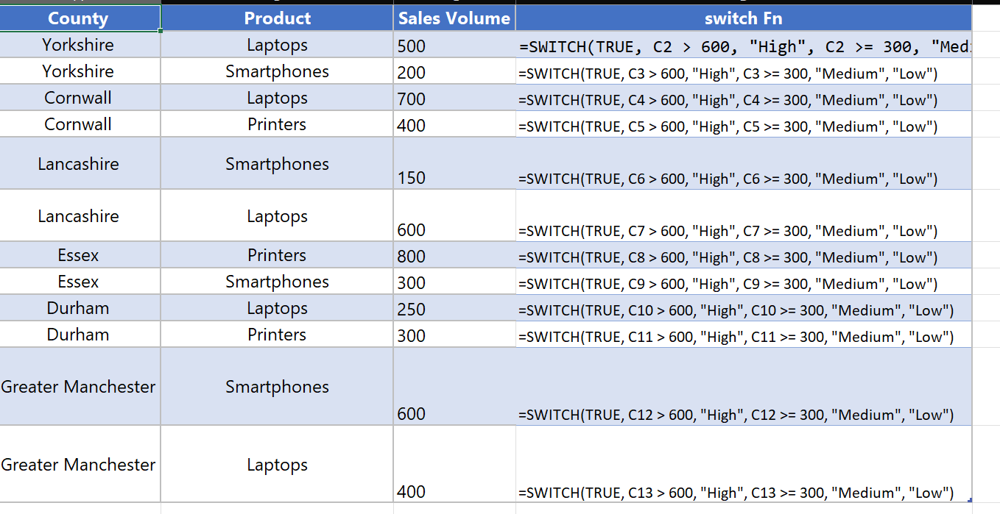 County Product Sales Volume switch Fn
Yorkshire Laptops 500 =SWITCH(TRUE, C2 > 600, "High", C2 >= 300, "Med
Yorkshire Smartphones 200 =SWITCH(TRUE, C3 > 600, "High", C3 >= 300, "Medium", "Low")
Cornwall Laptops 700 =SWITCH(TRUE, C4 > 600, "High", C4 >= 300, "Medium", "Low")
Cornwall Printers 400 =SWITCH(TRUE, C5 > 600, "High", C5 >= 300, "Medium", "Low")
Lancashire Smartphones 150 =SWITCH(TRUE, C6 > 600, "High", C6 >= 300, "Medium", "Low")
Lancashire Laptops 600 =SWITCH(TRUE, C7 > 600, "High", C7 >= 300, "Medium", "Low")
Essex Printers 800 =SWITCH(TRUE, C8 > 600, "High", C8 >= 300, "Medium", "Low")
Essex Smartphones 300 =SWITCH(TRUE, C9 > 600, "High", C9 >= 300, "Medium", "Low")
Durham Laptops 250 =SWITCH(TRUE, C10 > 600, "High", C10 >= 300, "Medium", "Low")
Durham Printers 300 =SWITCH(TRUE, C11 > 600, "High", C11 >= 300, "Medium", "Low")
Greater Manchester Smartphones 600 =SWITCH(TRUE, C12 > 600, "High", C12 >= 300, "Medium", "Low")
Greater Manchester Laptops 400 =SWITCH(TRUE, C13 > 600, "High", C13 >= 300, "Medium", "Low")